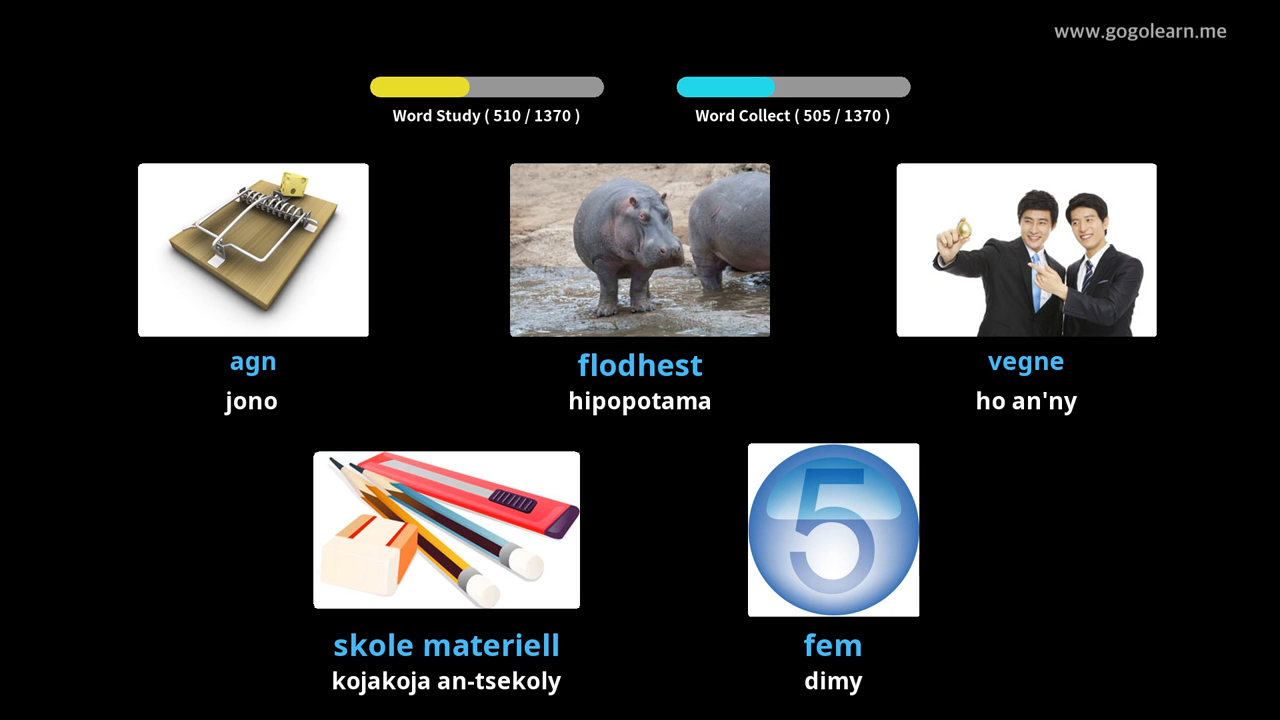 www.gogolearn.me
Word Study ( 510 / 1370 )
Word Collect ( 505 / 1370 )
agn
jono
flodhest
hipopotama
vegne
ho an'ny
skole materiell
kojakoja an-tsekoly
5
fem
dimy